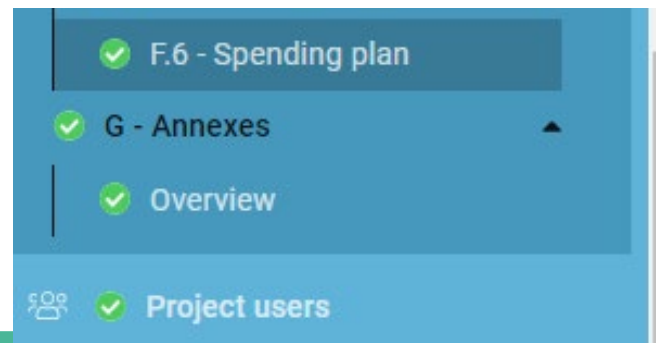 F.6 - Spending plan
G - Annexes
Overview
Project users